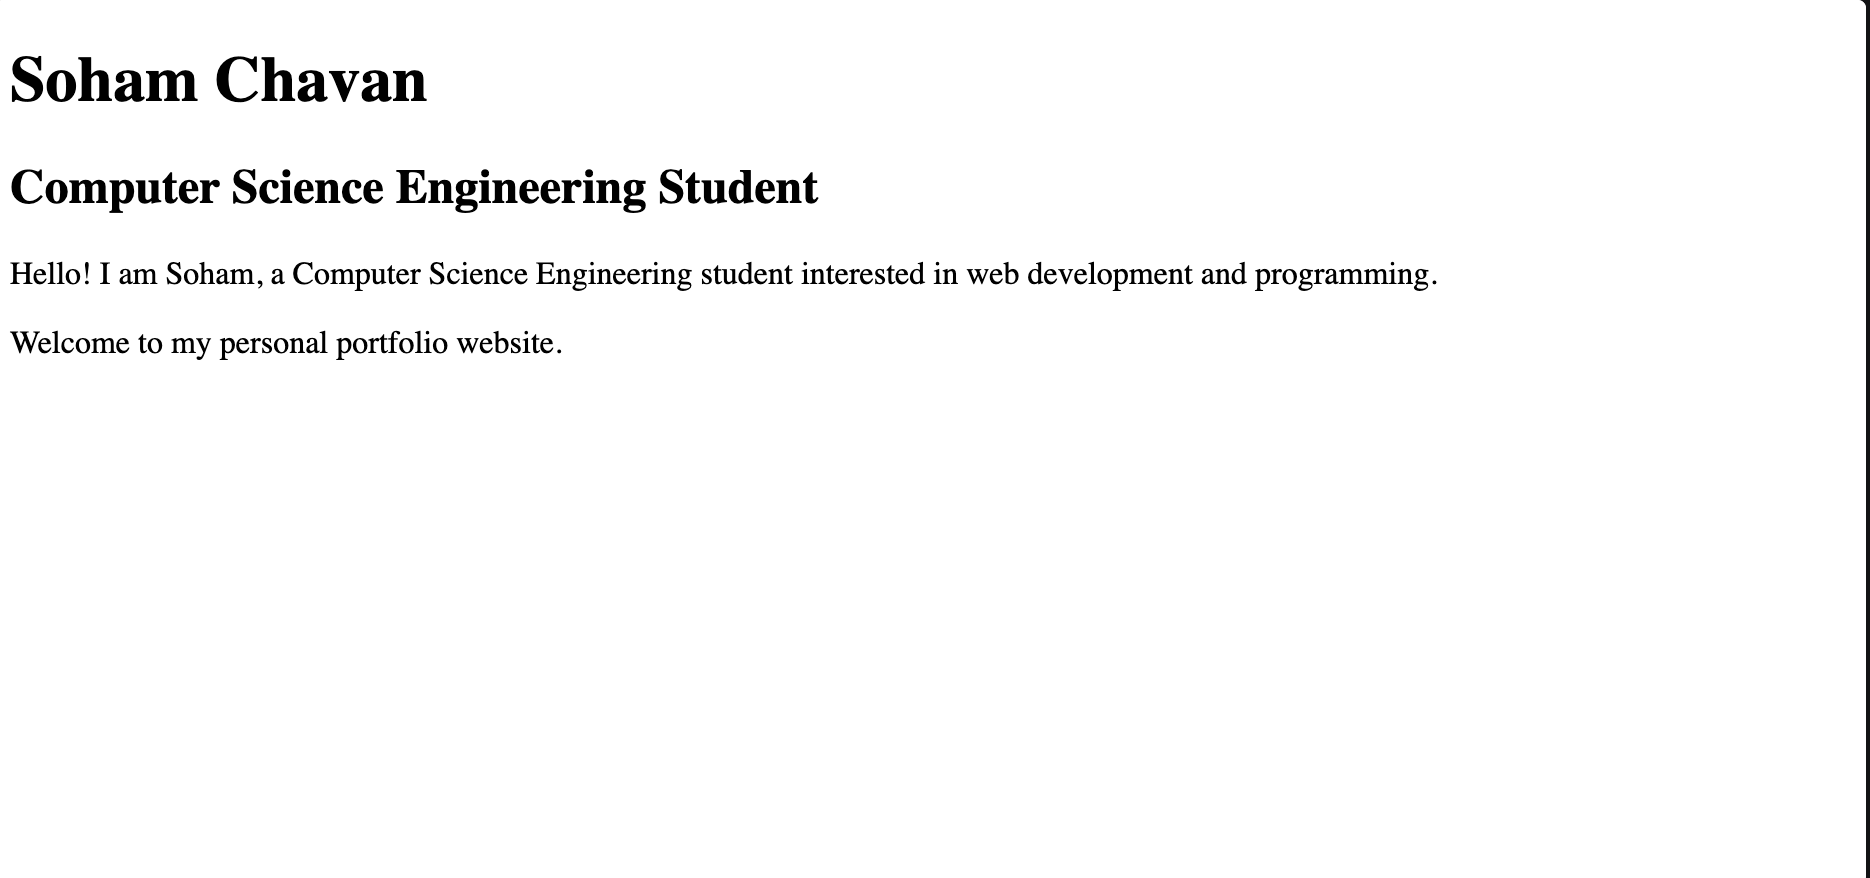 Soham Chavan
Computer Science Engineering Student
Hello! I am Soham, a Computer Science Engineering student interested in web development and programming.
Welcome to my personal portfolio website.